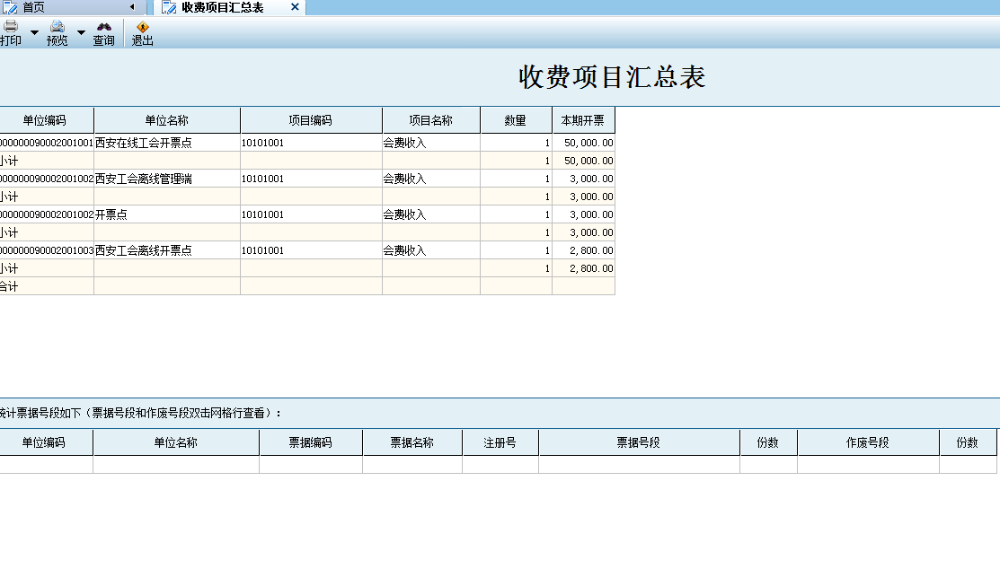 首页 收费项目汇总表
打印 预览 查询 退出
收费项目汇总表
单位编码 单位名称 项目编码 项目名称 数量 本期开票
000000090002001001 西安在线工会开票点 10101001 会费收入 1 50,000.00
小计 1 50,000.00
000000090002001002 西安工会离线管理端 10101001 会费收入 1 3,000.00
小计 1 3,000.00
000000090002001002 开票点 10101001 会费收入 1 3,000.00
小计 1 3,000.00
000000090002001003 西安工会离线开票点 10101001 会费收入 1 2,800.00
小计 1 2,800.00
合计
统计票据号段如下（票据号段和作废号段双击网格行查看）：
单位编码 单位名称 票据编码 票据名称 注册号 票据号段 份数 作废号段 份数